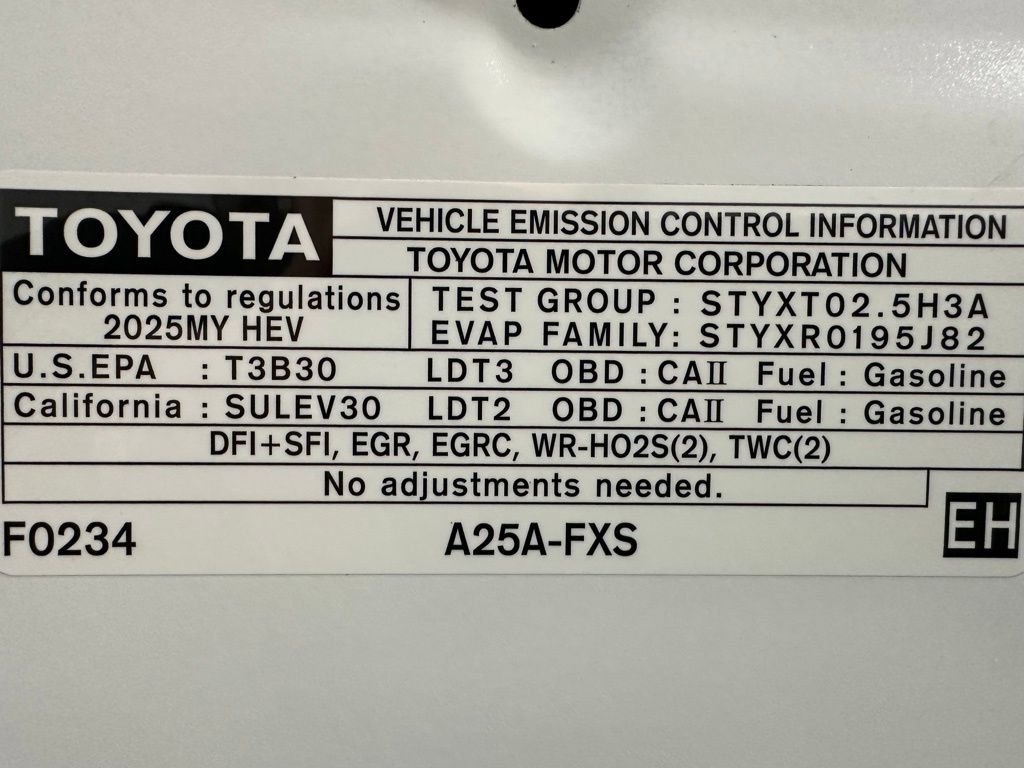 TOYOTA
VEHICLE EMISSION CONTROL INFORMATION
TOYOTA MOTOR CORPORATION
Conforms to regulations
2025MY HEV
TEST GROUP : STYXT02.5H3A
EVAP FAMILY: STYXR0195J82
U.S.EPA : T3B30 LDT3 OBD : CAII Fuel : Gasoline
California : SULEV30 LDT2 OBD : CAII Fuel : Gasoline
DFI+SFI, EGR, EGRC, WR-HO2S(2), TWC(2)
No adjustments needed.
F0234 A25A-FXS EH